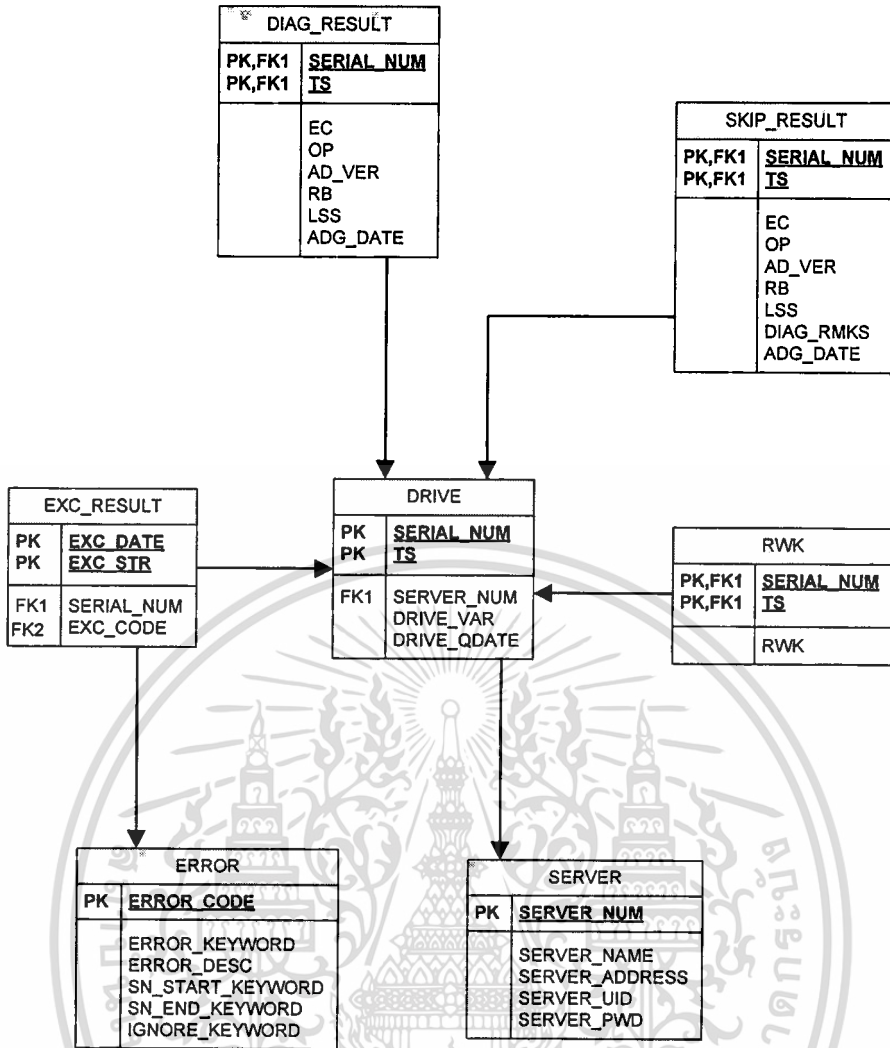 DIAG_RESULT
PK,FK1 SERIAL_NUM
PK,FK1 TS
EC
OP
AD_VER
RB
LSS
ADG_DATE
SKIP_RESULT
PK,FK1 SERIAL_NUM
PK,FK1 TS
EC
OP
AD_VER
RB
LSS
DIAG_RMKS
ADG_DATE
EXC_RESULT
PK EXC_DATE
PK EXC_STR
FK1 SERIAL_NUM
FK2 EXC_CODE
DRIVE
PK SERIAL_NUM
PK TS
FK1 SERVER_NUM
DRIVE_VAR
DRIVE_QDATE
RWK
PK,FK1 SERIAL_NUM
PK,FK1 TS
RWK
ERROR
PK ERROR_CODE
ERROR_KEYWORD
ERROR_DESC
SN_START_KEYWORD
SN_END_KEYWORD
IGNORE_KEYWORD
SERVER
PK SERVER_NUM
SERVER_NAME
SERVER_ADDRESS
SERVER_UID
SERVER_PWD